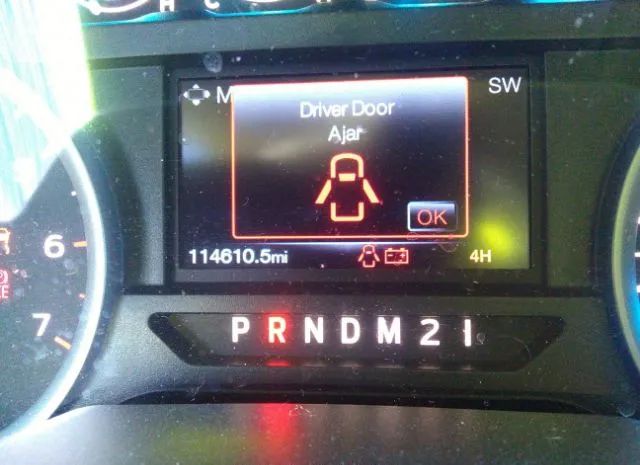 H C H
M SW
Driver Door
Ajar
OK
114610.5mi 4H
6
7
P R N D M 2 1